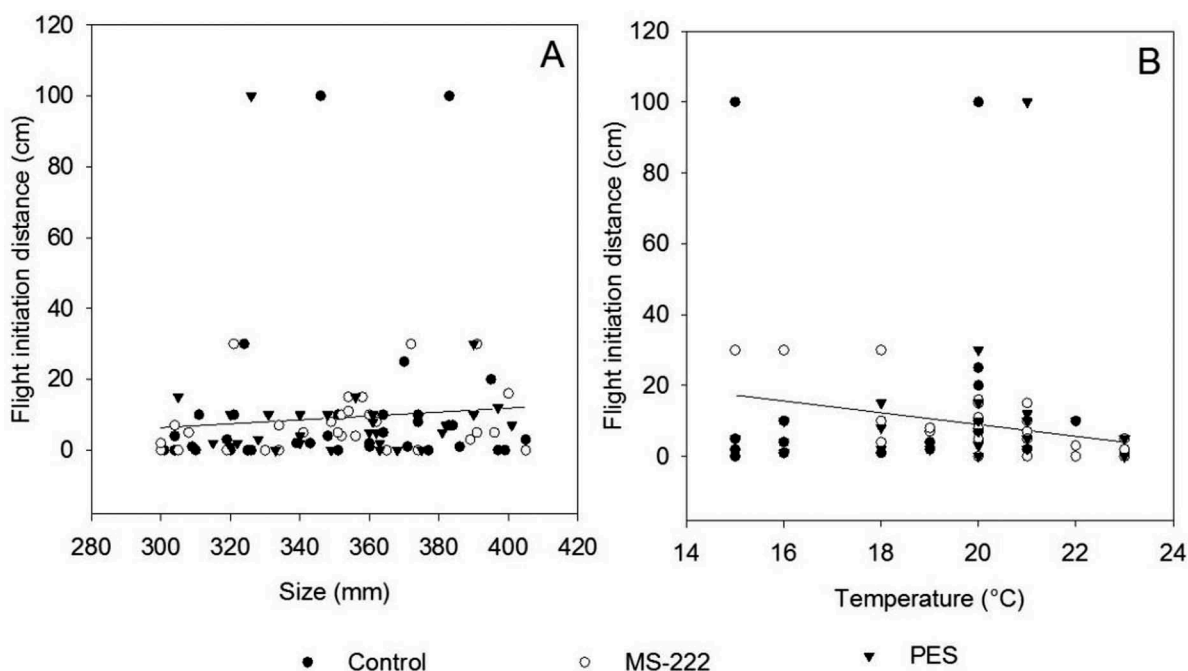 A
Flight initiation distance (cm)
120
100
80
60
40
20
0
280 300 320 340 360 380 400 420
Size (mm)
B
Flight initiation distance (cm)
120
100
80
60
40
20
0
14 16 18 20 22 24
Temperature (°C)
Control MS-222 PES